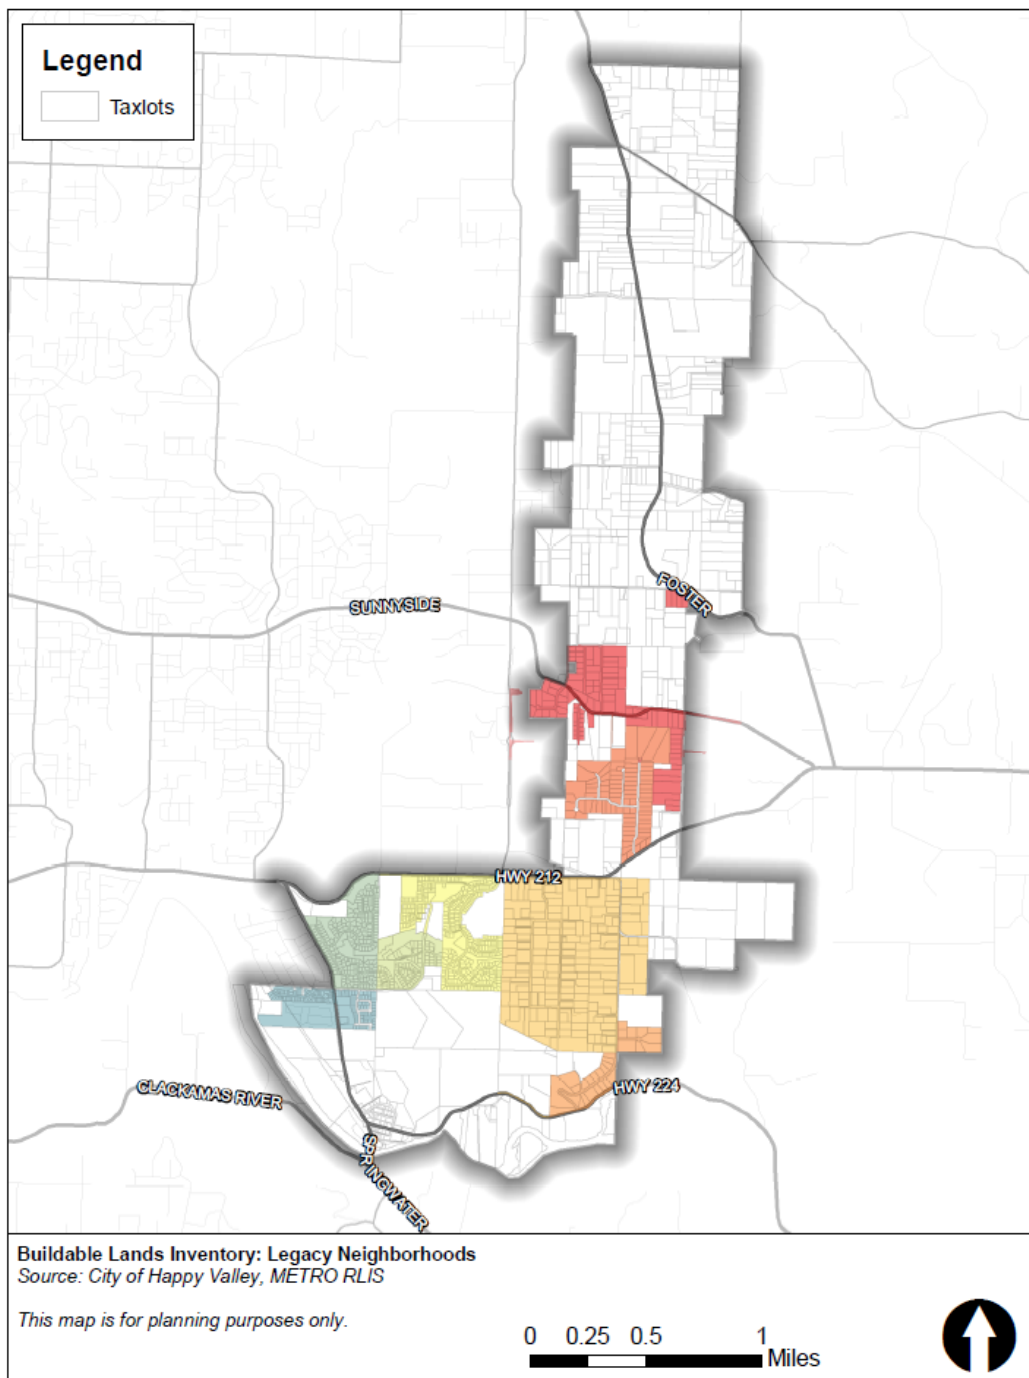 Legend
Taxlots
FOSTER
SUNNYSIDE
HWY 212
HWY 224
CLACKAMAS RIVER
SPRINGWATER
Buildable Lands Inventory: Legacy Neighborhoods
Source: City of Happy Valley, METRO RLIS
This map is for planning purposes only.
0 0.25 0.5 1
Miles